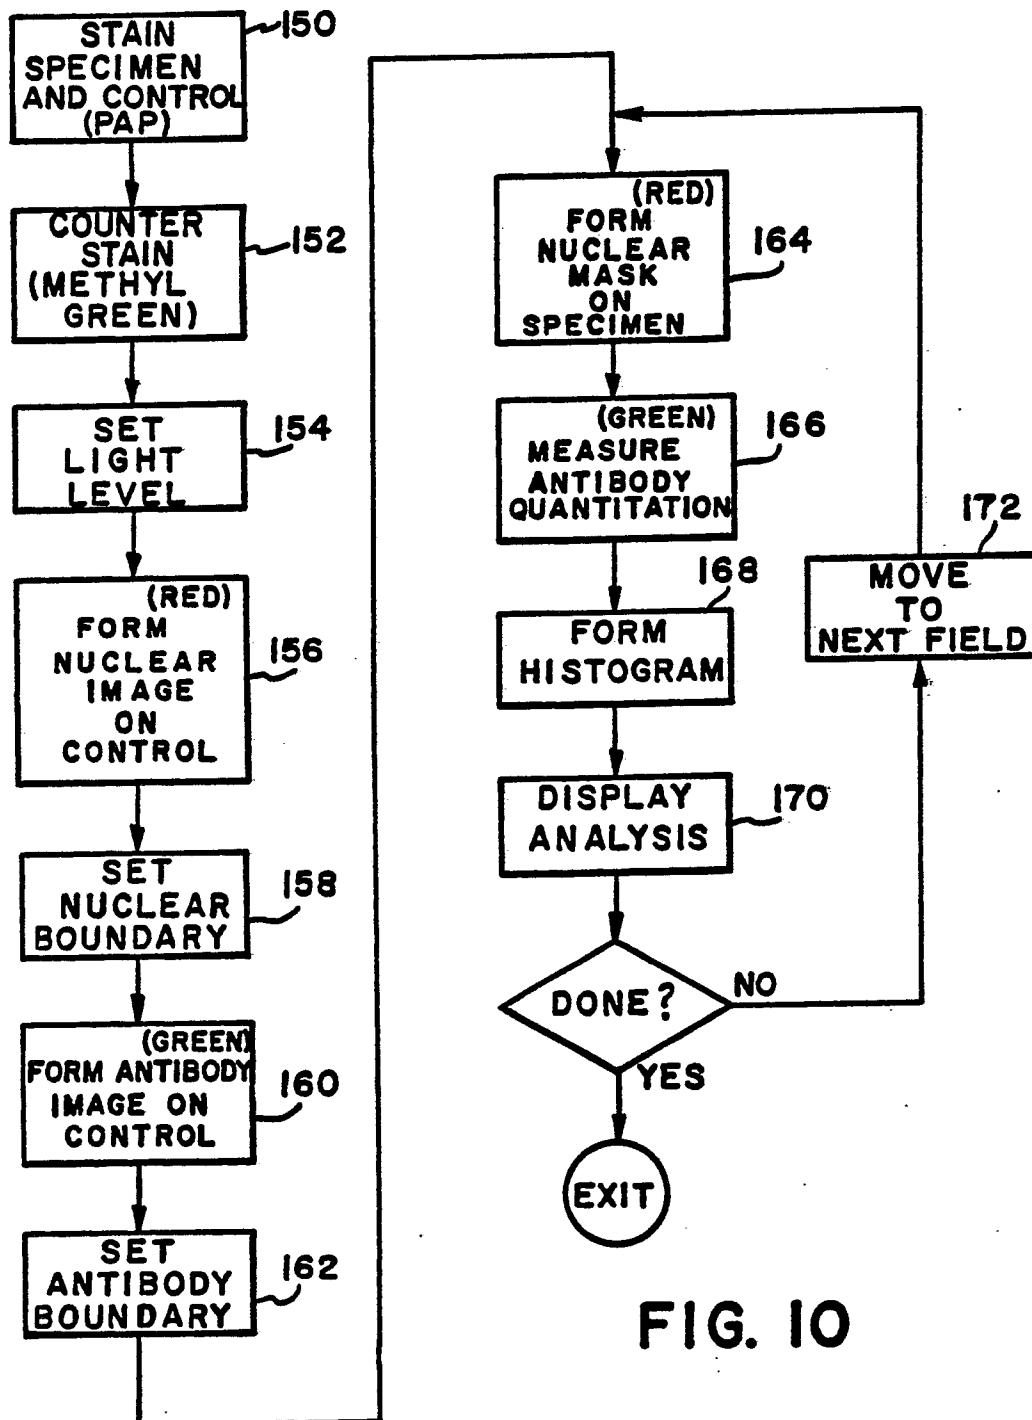 STAIN
SPECIMEN
AND CONTROL
(PAP)
150
COUNTER
STAIN
(METHYL
GREEN)
152
SET
LIGHT
LEVEL
154
(RED)
FORM
NUCLEAR
IMAGE
ON
CONTROL
156
SET
NUCLEAR
BOUNDARY
158
(GREEN)
FORM ANTIBODY
IMAGE ON
CONTROL
160
SET
ANTIBODY
BOUNDARY
162
(RED)
FORM
NUCLEAR
MASK
ON
SPECIMEN
164
(GREEN)
MEASURE
ANTIBODY
QUANTITATION
166
FORM
HISTOGRAM
168
DISPLAY
ANALYSIS
170
DONE?
NO
YES
EXIT
172
MOVE
TO
NEXT FIELD
FIG. 10